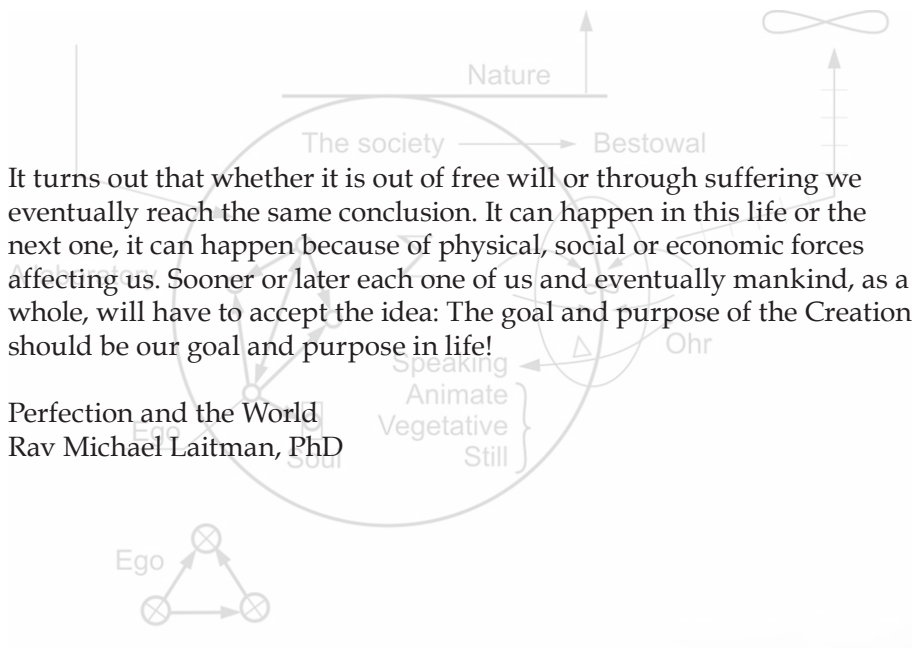 Nature
The society
Bestowal
It turns out that whether it is out of free will or through suffering we
eventually reach the same conclusion. It can happen in this life or the
next one, it can happen because of physical, social or economic forces
affecting us. Sooner or later each one of us and eventually mankind, as a
whole, will have to accept the idea: The goal and purpose of the Creation
should be our goal and purpose in life!
Ohr
Speaking
Animate
Vegetative
Still
Perfection and the World
Rav Michael Laitman, PhD
Ego
Soul
Ego